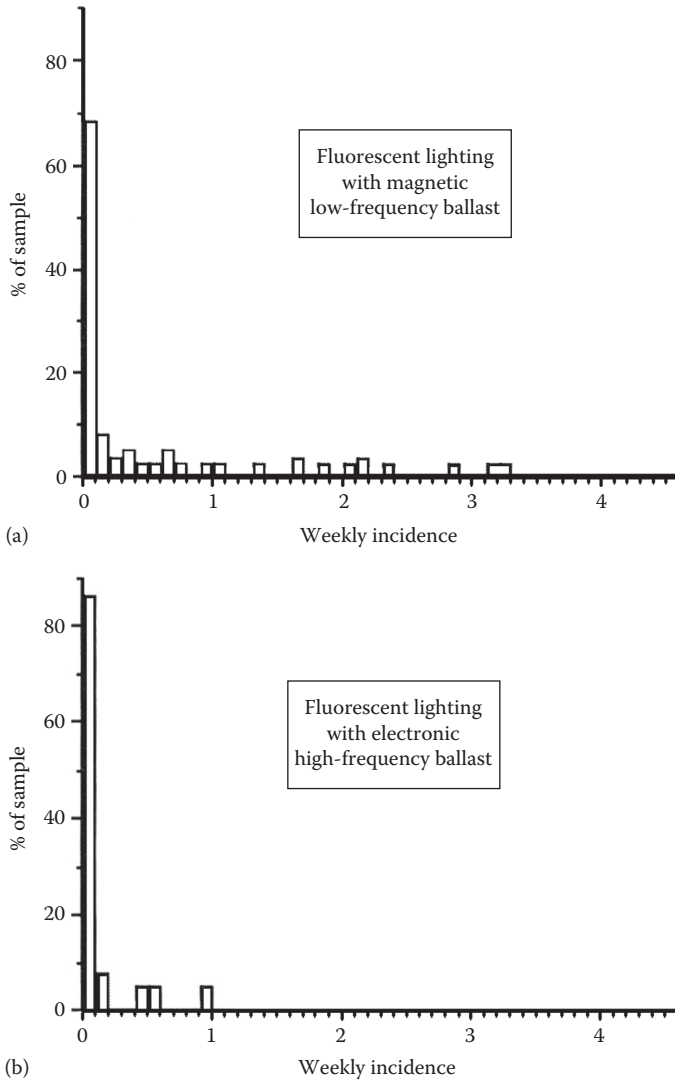 80
60
40
20
0
% of sample
Fluorescent lighting
with magnetic
low-frequency ballast
0 1 2 3 4
Weekly incidence
(a)
80
60
40
20
0
% of sample
Fluorescent lighting
with electronic
high-frequency ballast
0 1 2 3 4
Weekly incidence
(b)